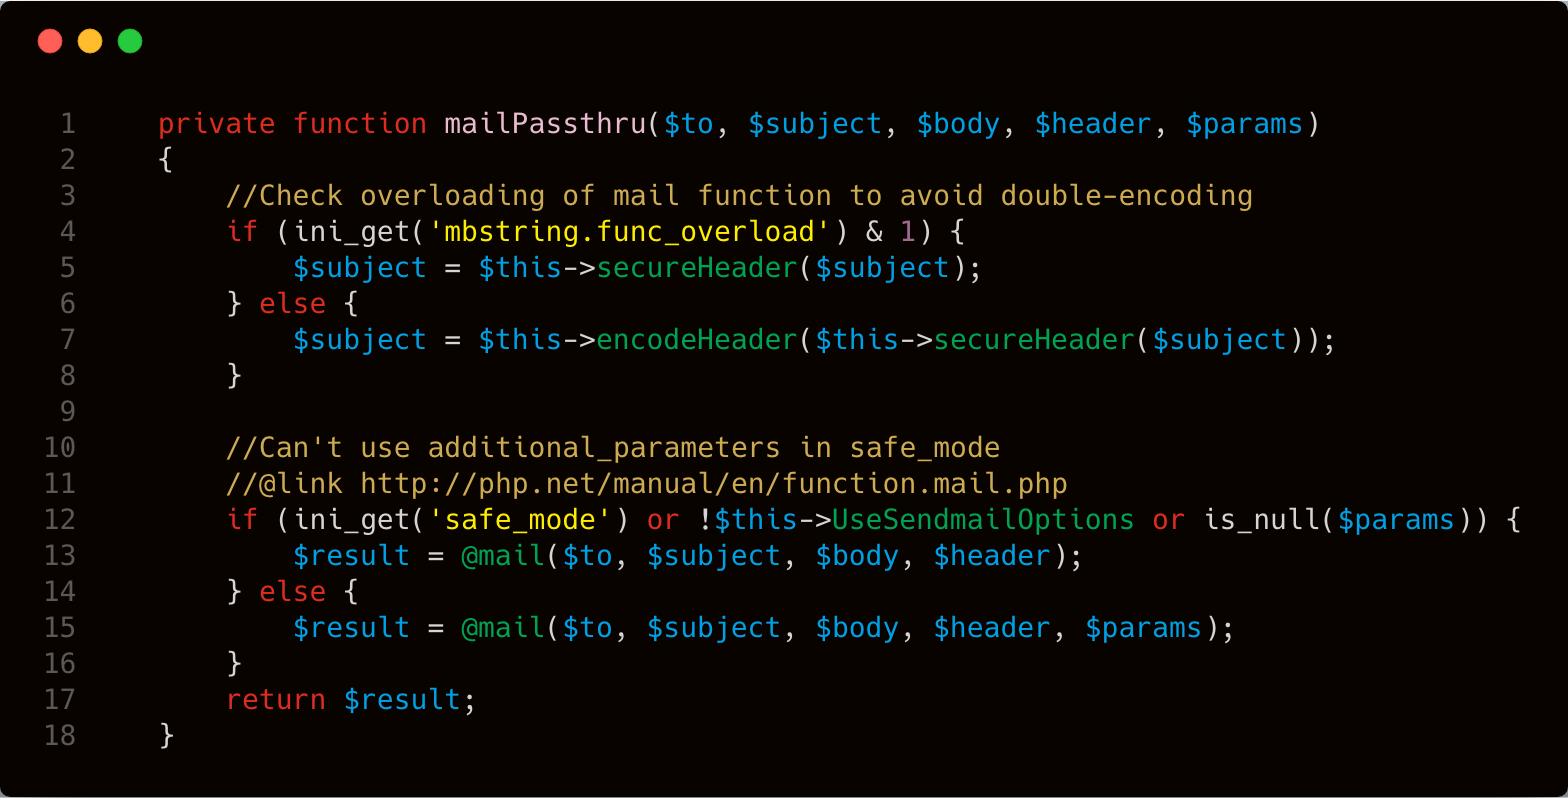 1    private function mailPassthru($to, $subject, $body, $header, $params)
2    {
3        //Check overloading of mail function to avoid double-encoding
4        if (ini_get('mbstring.func_overload') & 1) {
5            $subject = $this->secureHeader($subject);
6        } else {
7            $subject = $this->encodeHeader($this->secureHeader($subject));
8        }
9
10        //Can't use additional_parameters in safe_mode
11        //@link http://php.net/manual/en/function.mail.php
12        if (ini_get('safe_mode') or !$this->UseSendmailOptions or is_null($params)) {
13            $result = @mail($to, $subject, $body, $header);
14        } else {
15            $result = @mail($to, $subject, $body, $header, $params);
16        }
17        return $result;
18    }